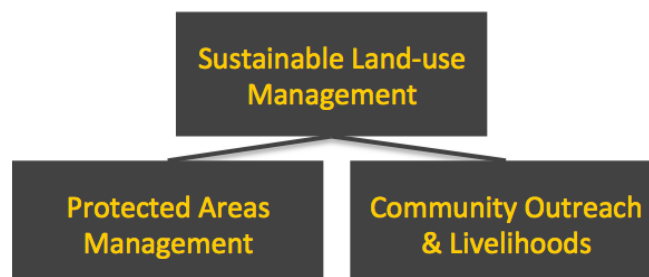 Sustainable Land-use
Management
Protected Areas
Management
Community Outreach
& Livelihoods